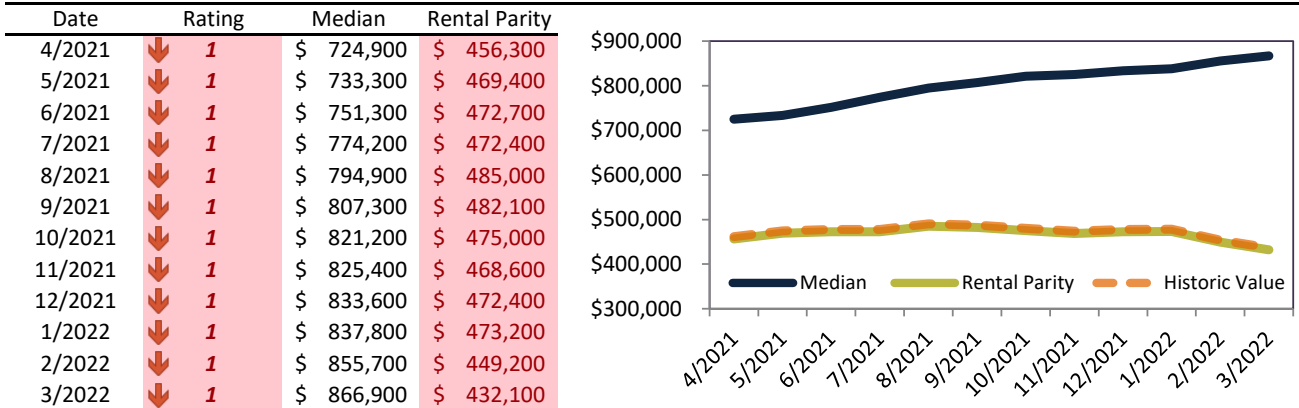 Date Rating Median Rental Parity
4/2021 1 $ 724,900 $ 456,300
5/2021 1 $ 733,300 $ 469,400
6/2021 1 $ 751,300 $ 472,700
7/2021 1 $ 774,200 $ 472,400
8/2021 1 $ 794,900 $ 485,000
9/2021 1 $ 807,300 $ 482,100
10/2021 1 $ 821,200 $ 475,000
11/2021 1 $ 825,400 $ 468,600
12/2021 1 $ 833,600 $ 472,400
1/2022 1 $ 837,800 $ 473,200
2/2022 1 $ 855,700 $ 449,200
3/2022 1 $ 866,900 $ 432,100
$900,000
$800,000
$700,000
$600,000
$500,000
$400,000
$300,000
Median Rental Parity Historic Value
4/2021 5/2021 6/2021 7/2021 8/2021 9/2021 10/2021 11/2021 12/2021 1/2022 2/2022 3/2022